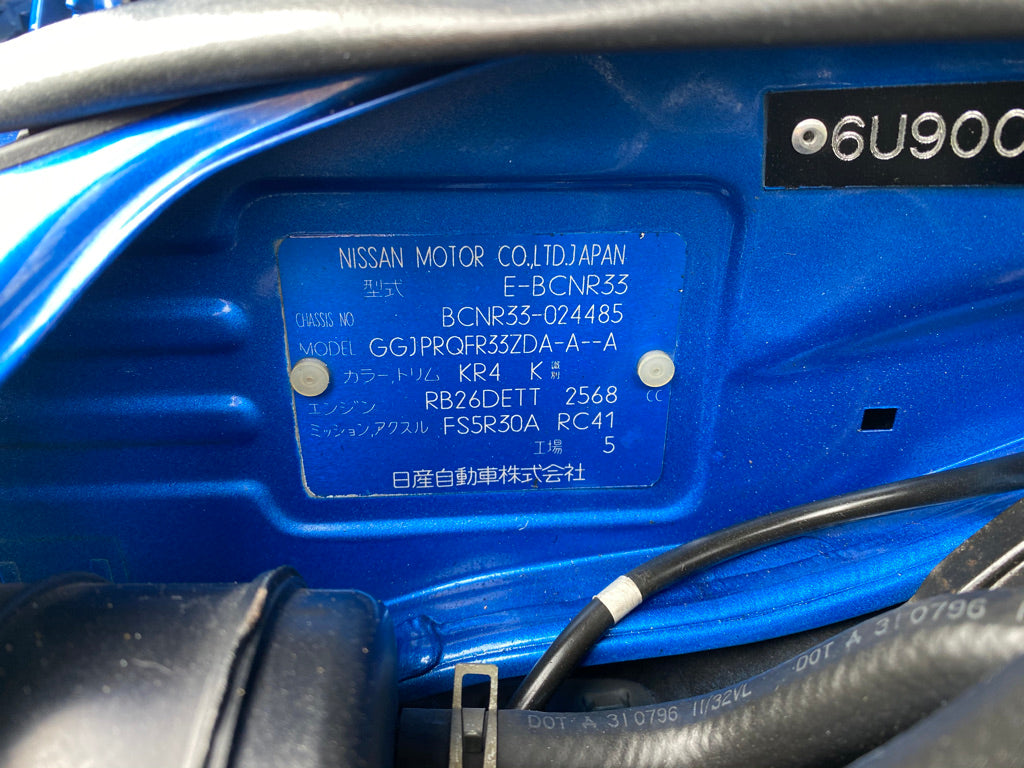 6U900
NISSAN MOTOR CO.,LTD.JAPAN
型式 E-BCNR33
CHASSIS NO BCNR33-024485
MODEL GGJPRQFR33ZDA-A--A
カラー,トリム KR4 K 識別
エンジン RB26DETT 2568 CC
ミッション,アクスル FS5R30A RC41
工場 5
日産自動車株式会社
DOT A 310796
DOT A 310796 11/32VL